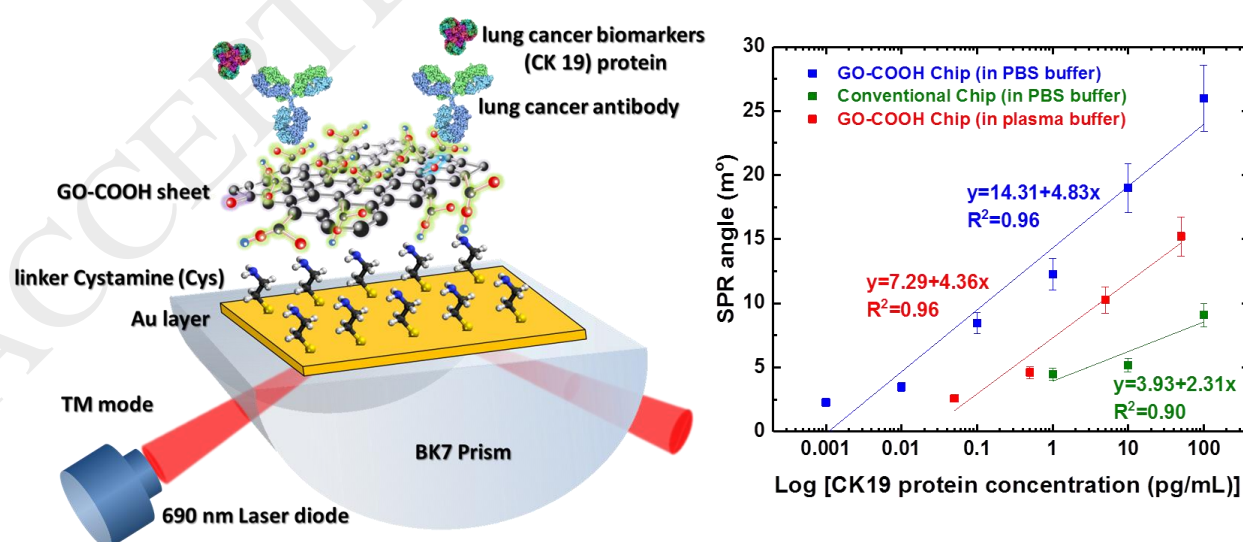 ACCEPTE
lung cancer biomarkers
(CK 19) protein
lung cancer antibody
GO-COOH sheet
linker Cystamine (Cys)
Au layer
TM mode
BK7 Prism
690 nm Laser diode
30
25
20
15
10
5
0
SPR angle (m°)
GO-COOH Chip (in PBS buffer)
Conventional Chip (in PBS buffer)
GO-COOH Chip (in plasma buffer)
y=14.31+4.83x
R²=0.96
y=7.29+4.36x
R²=0.96
y=3.93+2.31x
R²=0.90
0.001 0.01 0.1 1 10 100
Log [CK19 protein concentration (pg/mL)]